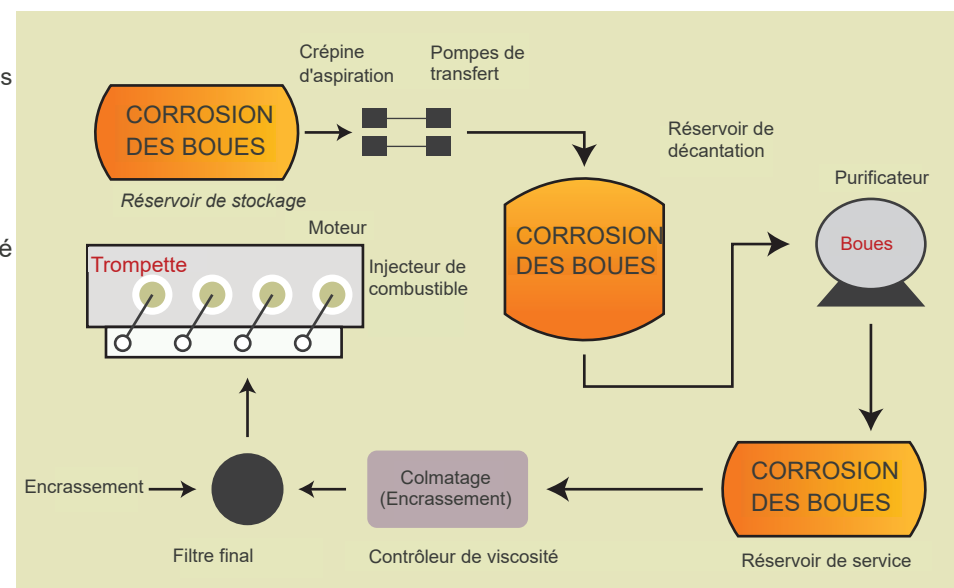 s
é
Crépine
d'aspiration
Pompes de
transfert
CORROSION
DES BOUES
Réservoir de stockage
Réservoir de
décantation
CORROSION
DES BOUES
Purificateur
Boues
Moteur
Trompette
Injecteur de
combustible
CORROSION
DES BOUES
Réservoir de service
Colmatage
(Encrassement)
Contrôleur de viscosité
Encrassement
Filtre final